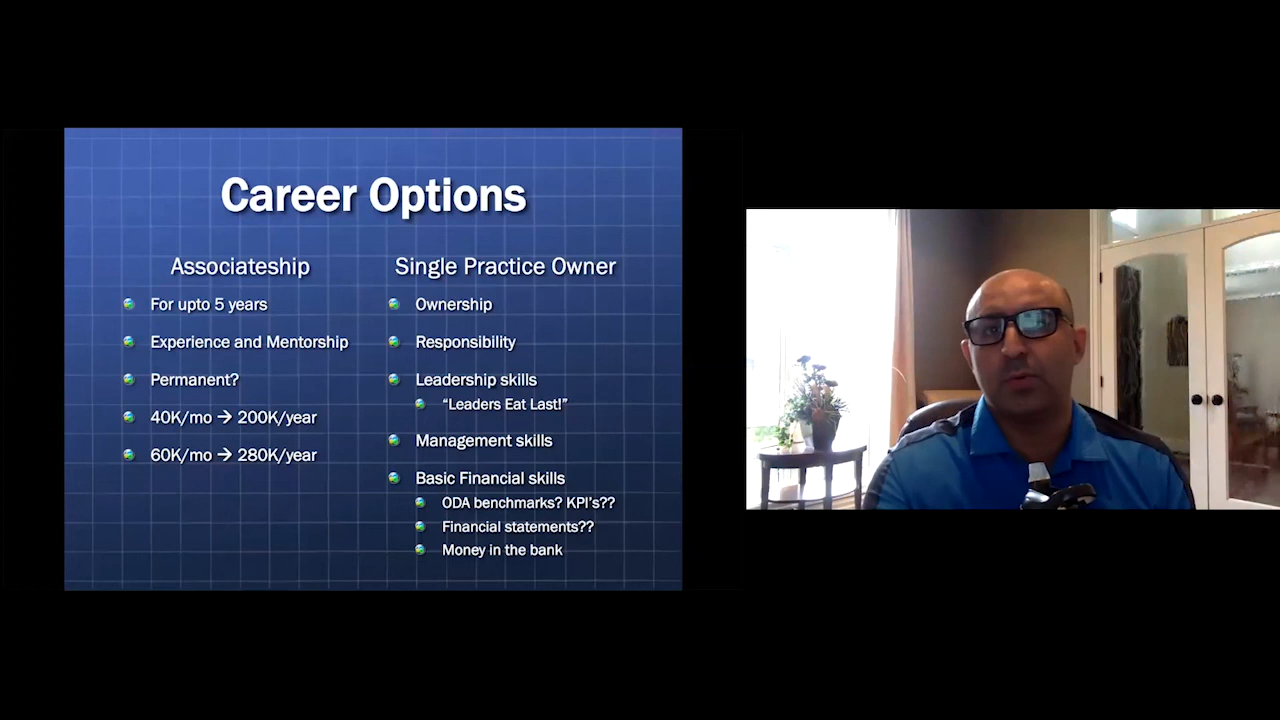 Career Options
Associateship
For upto 5 years
Experience and Mentorship
Permanent?
40K/mo → 200K/year
60K/mo → 280K/year
Single Practice Owner
Ownership
Responsibility
Leadership skills
“Leaders Eat Last!”
Management skills
Basic Financial skills
ODA benchmarks? KPI’s??
Financial statements??
Money in the bank